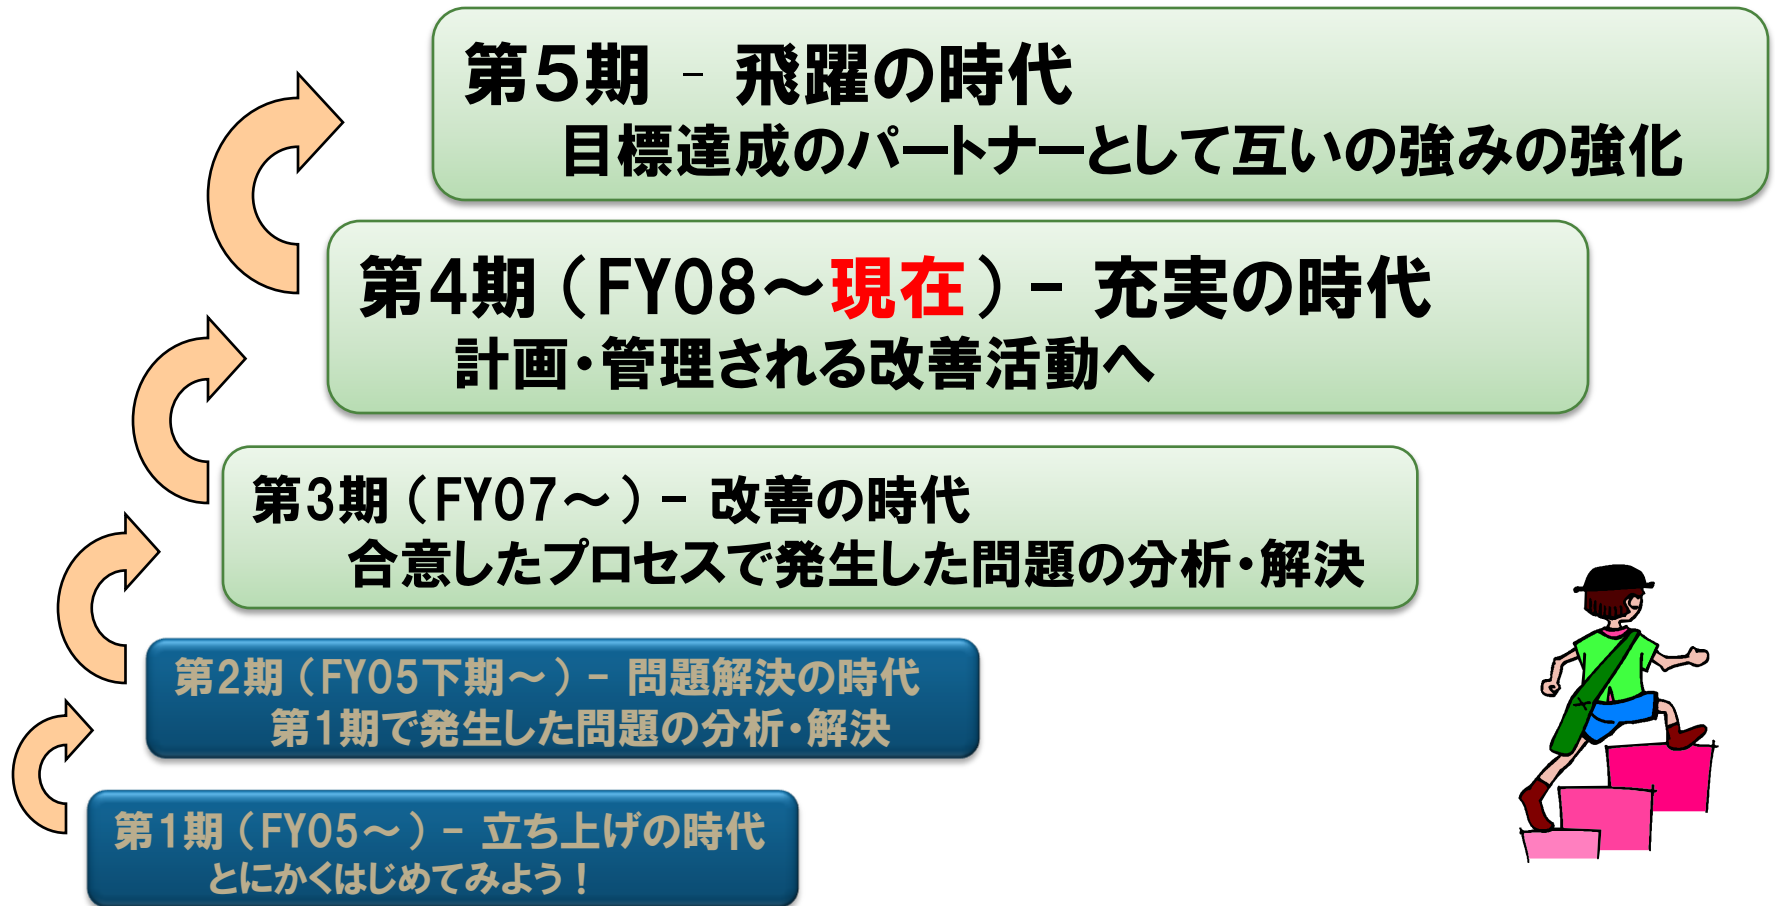 第5期 - 飛躍の時代
目標達成のパートナーとして互いの強みの強化
第4期(FY08～現在)- 充実の時代
計画・管理される改善活動へ
第3期(FY07～)- 改善の時代
合意したプロセスで発生した問題の分析・解決
第2期(FY05下期～)- 問題解決の時代
第1期で発生した問題の分析・解決
第1期(FY05～)- 立ち上げの時代
とにかくはじめてみよう！